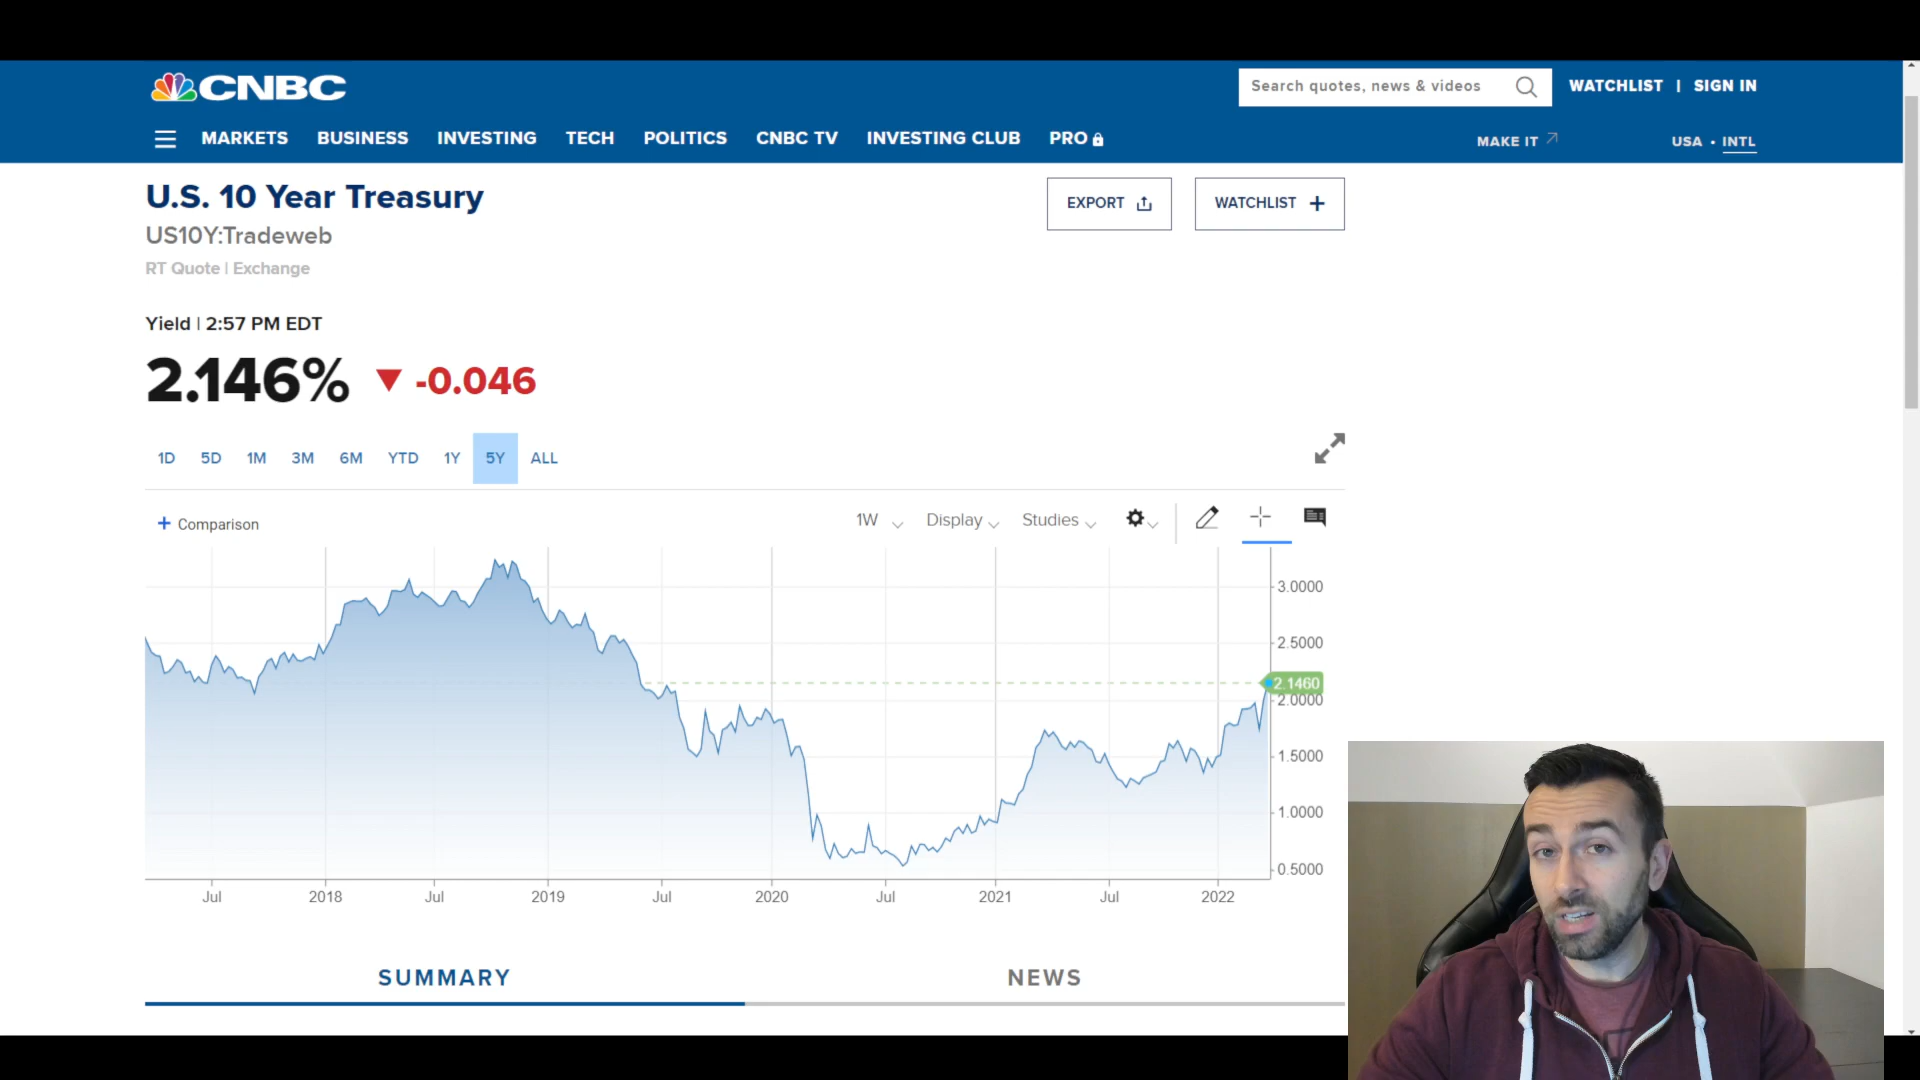 CNBC
Search quotes, news & videos
WATCHLIST | SIGN IN
MARKETS BUSINESS INVESTING TECH POLITICS CNBC TV INVESTING CLUB PRO
MAKE IT
USA • INTL
U.S. 10 Year Treasury
EXPORT
WATCHLIST +
US10Y:Tradeweb
RT Quote | Exchange
Yield | 2:57 PM EDT
2.146% ▼ -0.046
1D 5D 1M 3M 6M YTD 1Y 5Y ALL
+ Comparison
1W Display Studies
3.0000
2.5000
2.1460
2.0000
1.5000
1.0000
0.5000
Jul 2018 Jul 2019 Jul 2020 Jul 2021 Jul 2022
SUMMARY NEWS